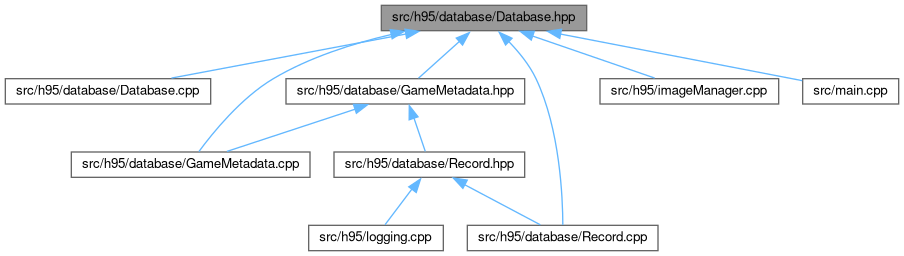 src/h95/database/Database.hpp
src/h95/database/Database.cpp
src/h95/database/GameMetadata.hpp
src/h95/imageManager.cpp
src/main.cpp
src/h95/database/GameMetadata.cpp
src/h95/database/Record.hpp
src/h95/logging.cpp
src/h95/database/Record.cpp